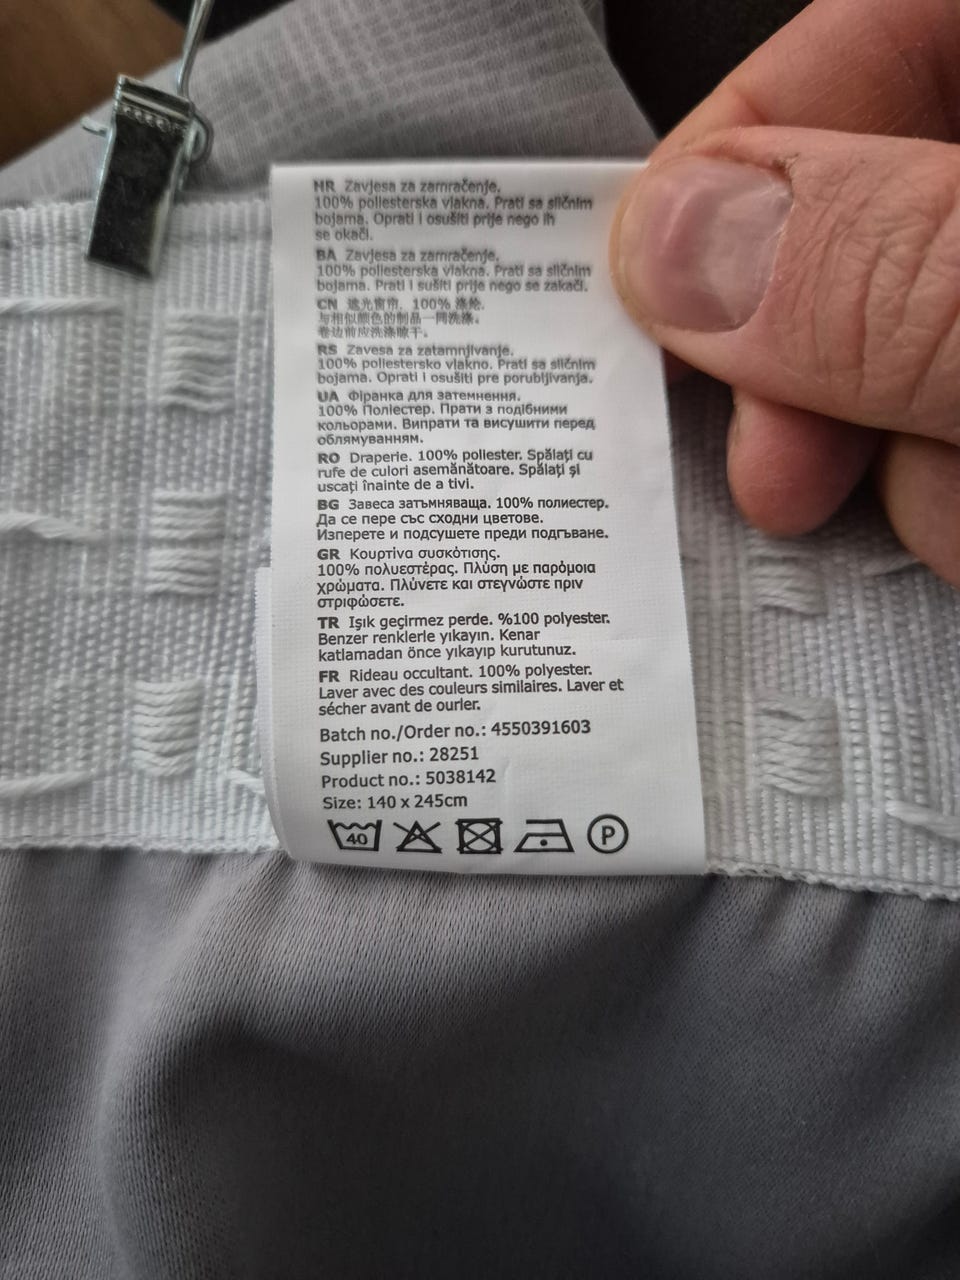 HR Zavjesa za zamračenje.
100% poliesterska vlakna. Prati sa sličnim
bojama. Oprati i osušiti prije nego ih
se okači.
BA Zavjesa za zamračenje.
100% poliesterska vlakna. Prati sa sličnim
bojama. Prati i sušiti prije nego se zakači.
CN 遮光窗帘. 100% 涤纶.
与相似颜色的制品一同洗涤。
卷边前应洗涤晾干。
RS Zavesa za zatamnjivanje.
100% poliestersko vlakno. Prati sa sličnim
bojama. Oprati i osušiti pre porubljivanja.
UA Фіранка для затемнення.
100% Поліестер. Прати з подібними
кольорами. Випрати та висушити перед
облямуванням.
RO Draperie. 100% poliester. Spălați cu
rufe de culori asemănătoare. Spălați și
uscați înainte de a tivi.
BG Завеса затъмняваща. 100% полиестер.
Да се пере със сходни цветове.
Изперете и подсушете преди подгъване.
GR Κουρτίνα συσκότισης.
100% πολυεστέρας. Πλύση με παρόμοια
χρώματα. Πλύνετε και στεγνώστε πριν
στριφώσετε.
TR Işık geçirmez perde. %100 polyester.
Benzer renklerle yıkayın. Kenar
katlamadan önce yıkayıp kurutunuz.
FR Rideau occultant. 100% polyester.
Laver avec des couleurs similaires. Laver et
sécher avant de ourler.
Batch no./Order no.: 4550391603
Supplier no.: 28251
Product no.: 5038142
Size: 140 x 245cm
40 P